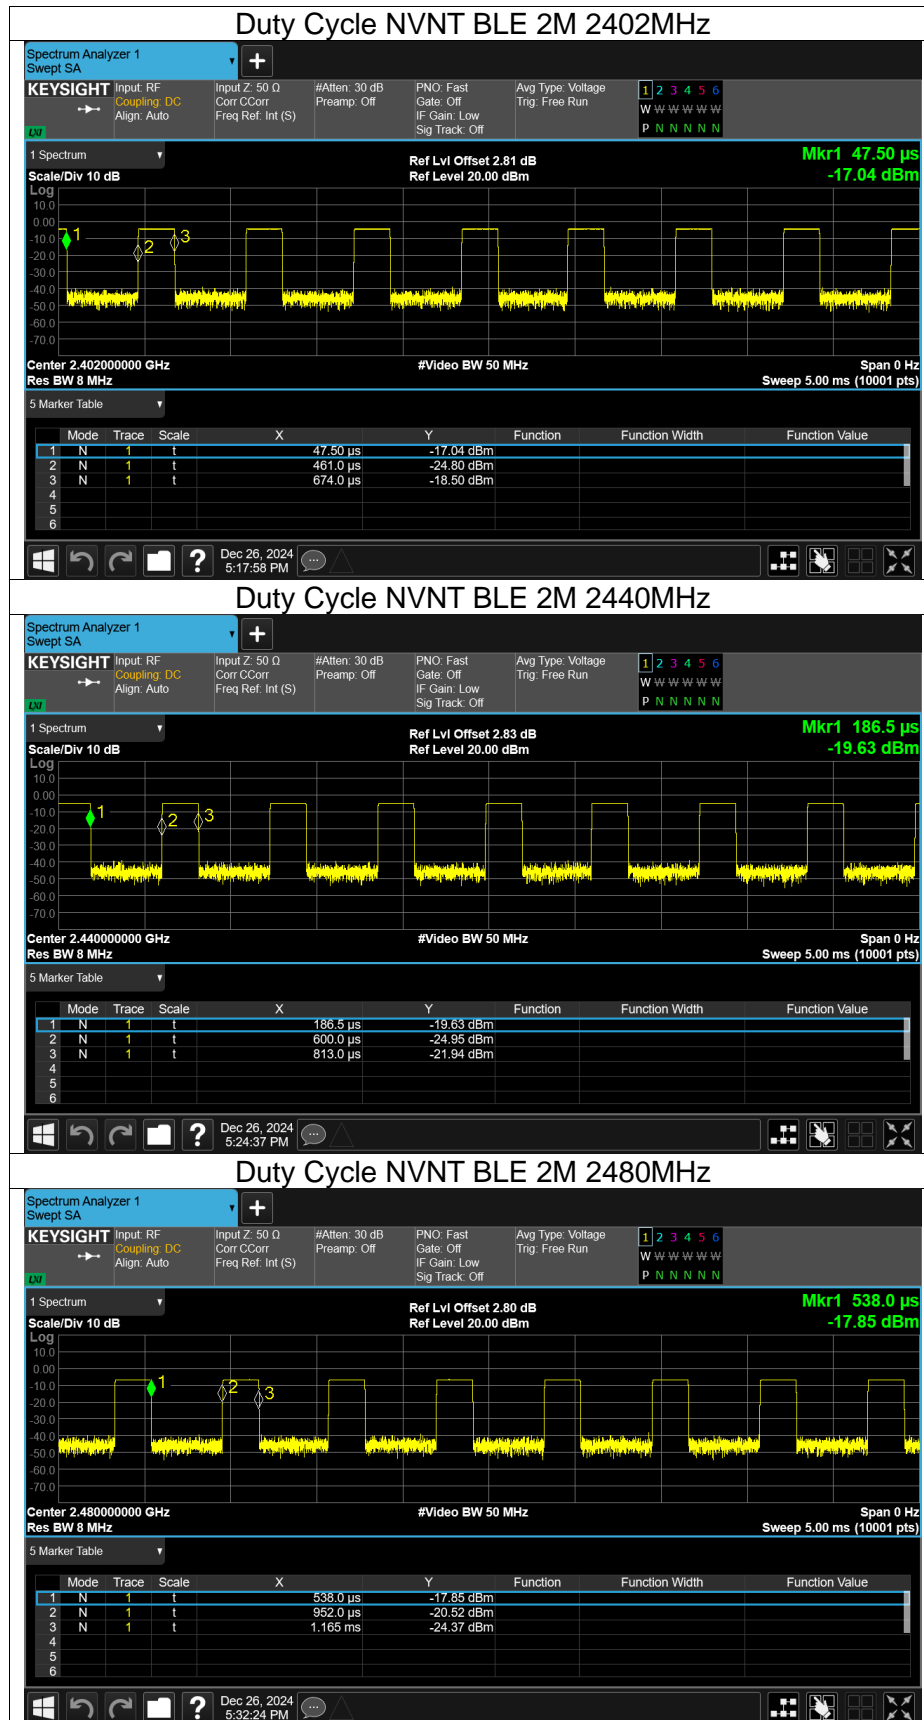 Duty Cycle NVNT BLE 2M 2402MHz
Spectrum Analyzer 1
Swept SA
+
KEYSIGHT Input: RF Input Z: 50 Ω #Atten: 30 dB PNO: Fast Avg Type: Voltage 1 2 3 4 5 6
Coupling: DC Corr CCorr Preamp: Off Gate: Off Trig: Free Run W W W W W W
Align: Auto Freq Ref: Int (S) IF Gain: Low
LXI Sig Track: Off P N N N N N
1 Spectrum Ref Lvl Offset 2.81 dB Mkr1 47.50 µs
Scale/Div 10 dB Ref Level 20.00 dBm -17.04 dBm
Log
10.0
0.00
-10.0 1 2 3
-20.0
-30.0
-40.0
-50.0
-60.0
-70.0
Center 2.402000000 GHz #Video BW 50 MHz Span 0 Hz
Res BW 8 MHz Sweep 5.00 ms (10001 pts)
5 Marker Table
Mode Trace Scale X Y Function Function Width Function Value
1 N 1 t 47.50 µs -17.04 dBm
2 N 1 t 461.0 µs -24.80 dBm
3 N 1 t 674.0 µs -18.50 dBm
4
5
6
? Dec 26, 2024
5:17:58 PM
Duty Cycle NVNT BLE 2M 2440MHz
Spectrum Analyzer 1
Swept SA
+
KEYSIGHT Input: RF Input Z: 50 Ω #Atten: 30 dB PNO: Fast Avg Type: Voltage 1 2 3 4 5 6
Coupling: DC Corr CCorr Preamp: Off Gate: Off Trig: Free Run W W W W W W
Align: Auto Freq Ref: Int (S) IF Gain: Low
LXI Sig Track: Off P N N N N N
1 Spectrum Ref Lvl Offset 2.83 dB Mkr1 186.5 µs
Scale/Div 10 dB Ref Level 20.00 dBm -19.63 dBm
Log
10.0
0.00
-10.0 1 2 3
-20.0
-30.0
-40.0
-50.0
-60.0
-70.0
Center 2.440000000 GHz #Video BW 50 MHz Span 0 Hz
Res BW 8 MHz Sweep 5.00 ms (10001 pts)
5 Marker Table
Mode Trace Scale X Y Function Function Width Function Value
1 N 1 t 186.5 µs -19.63 dBm
2 N 1 t 600.0 µs -24.95 dBm
3 N 1 t 813.0 µs -21.94 dBm
4
5
6
? Dec 26, 2024
5:24:37 PM
Duty Cycle NVNT BLE 2M 2480MHz
Spectrum Analyzer 1
Swept SA
+
KEYSIGHT Input: RF Input Z: 50 Ω #Atten: 30 dB PNO: Fast Avg Type: Voltage 1 2 3 4 5 6
Coupling: DC Corr CCorr Preamp: Off Gate: Off Trig: Free Run W W W W W W
Align: Auto Freq Ref: Int (S) IF Gain: Low
LXI Sig Track: Off P N N N N N
1 Spectrum Ref Lvl Offset 2.80 dB Mkr1 538.0 µs
Scale/Div 10 dB Ref Level 20.00 dBm -17.85 dBm
Log
10.0
0.00
-10.0 1 2 3
-20.0
-30.0
-40.0
-50.0
-60.0
-70.0
Center 2.480000000 GHz #Video BW 50 MHz Span 0 Hz
Res BW 8 MHz Sweep 5.00 ms (10001 pts)
5 Marker Table
Mode Trace Scale X Y Function Function Width Function Value
1 N 1 t 538.0 µs -17.85 dBm
2 N 1 t 952.0 µs -20.52 dBm
3 N 1 t 1.165 ms -24.37 dBm
4
5
6
? Dec 26, 2024
5:32:24 PM